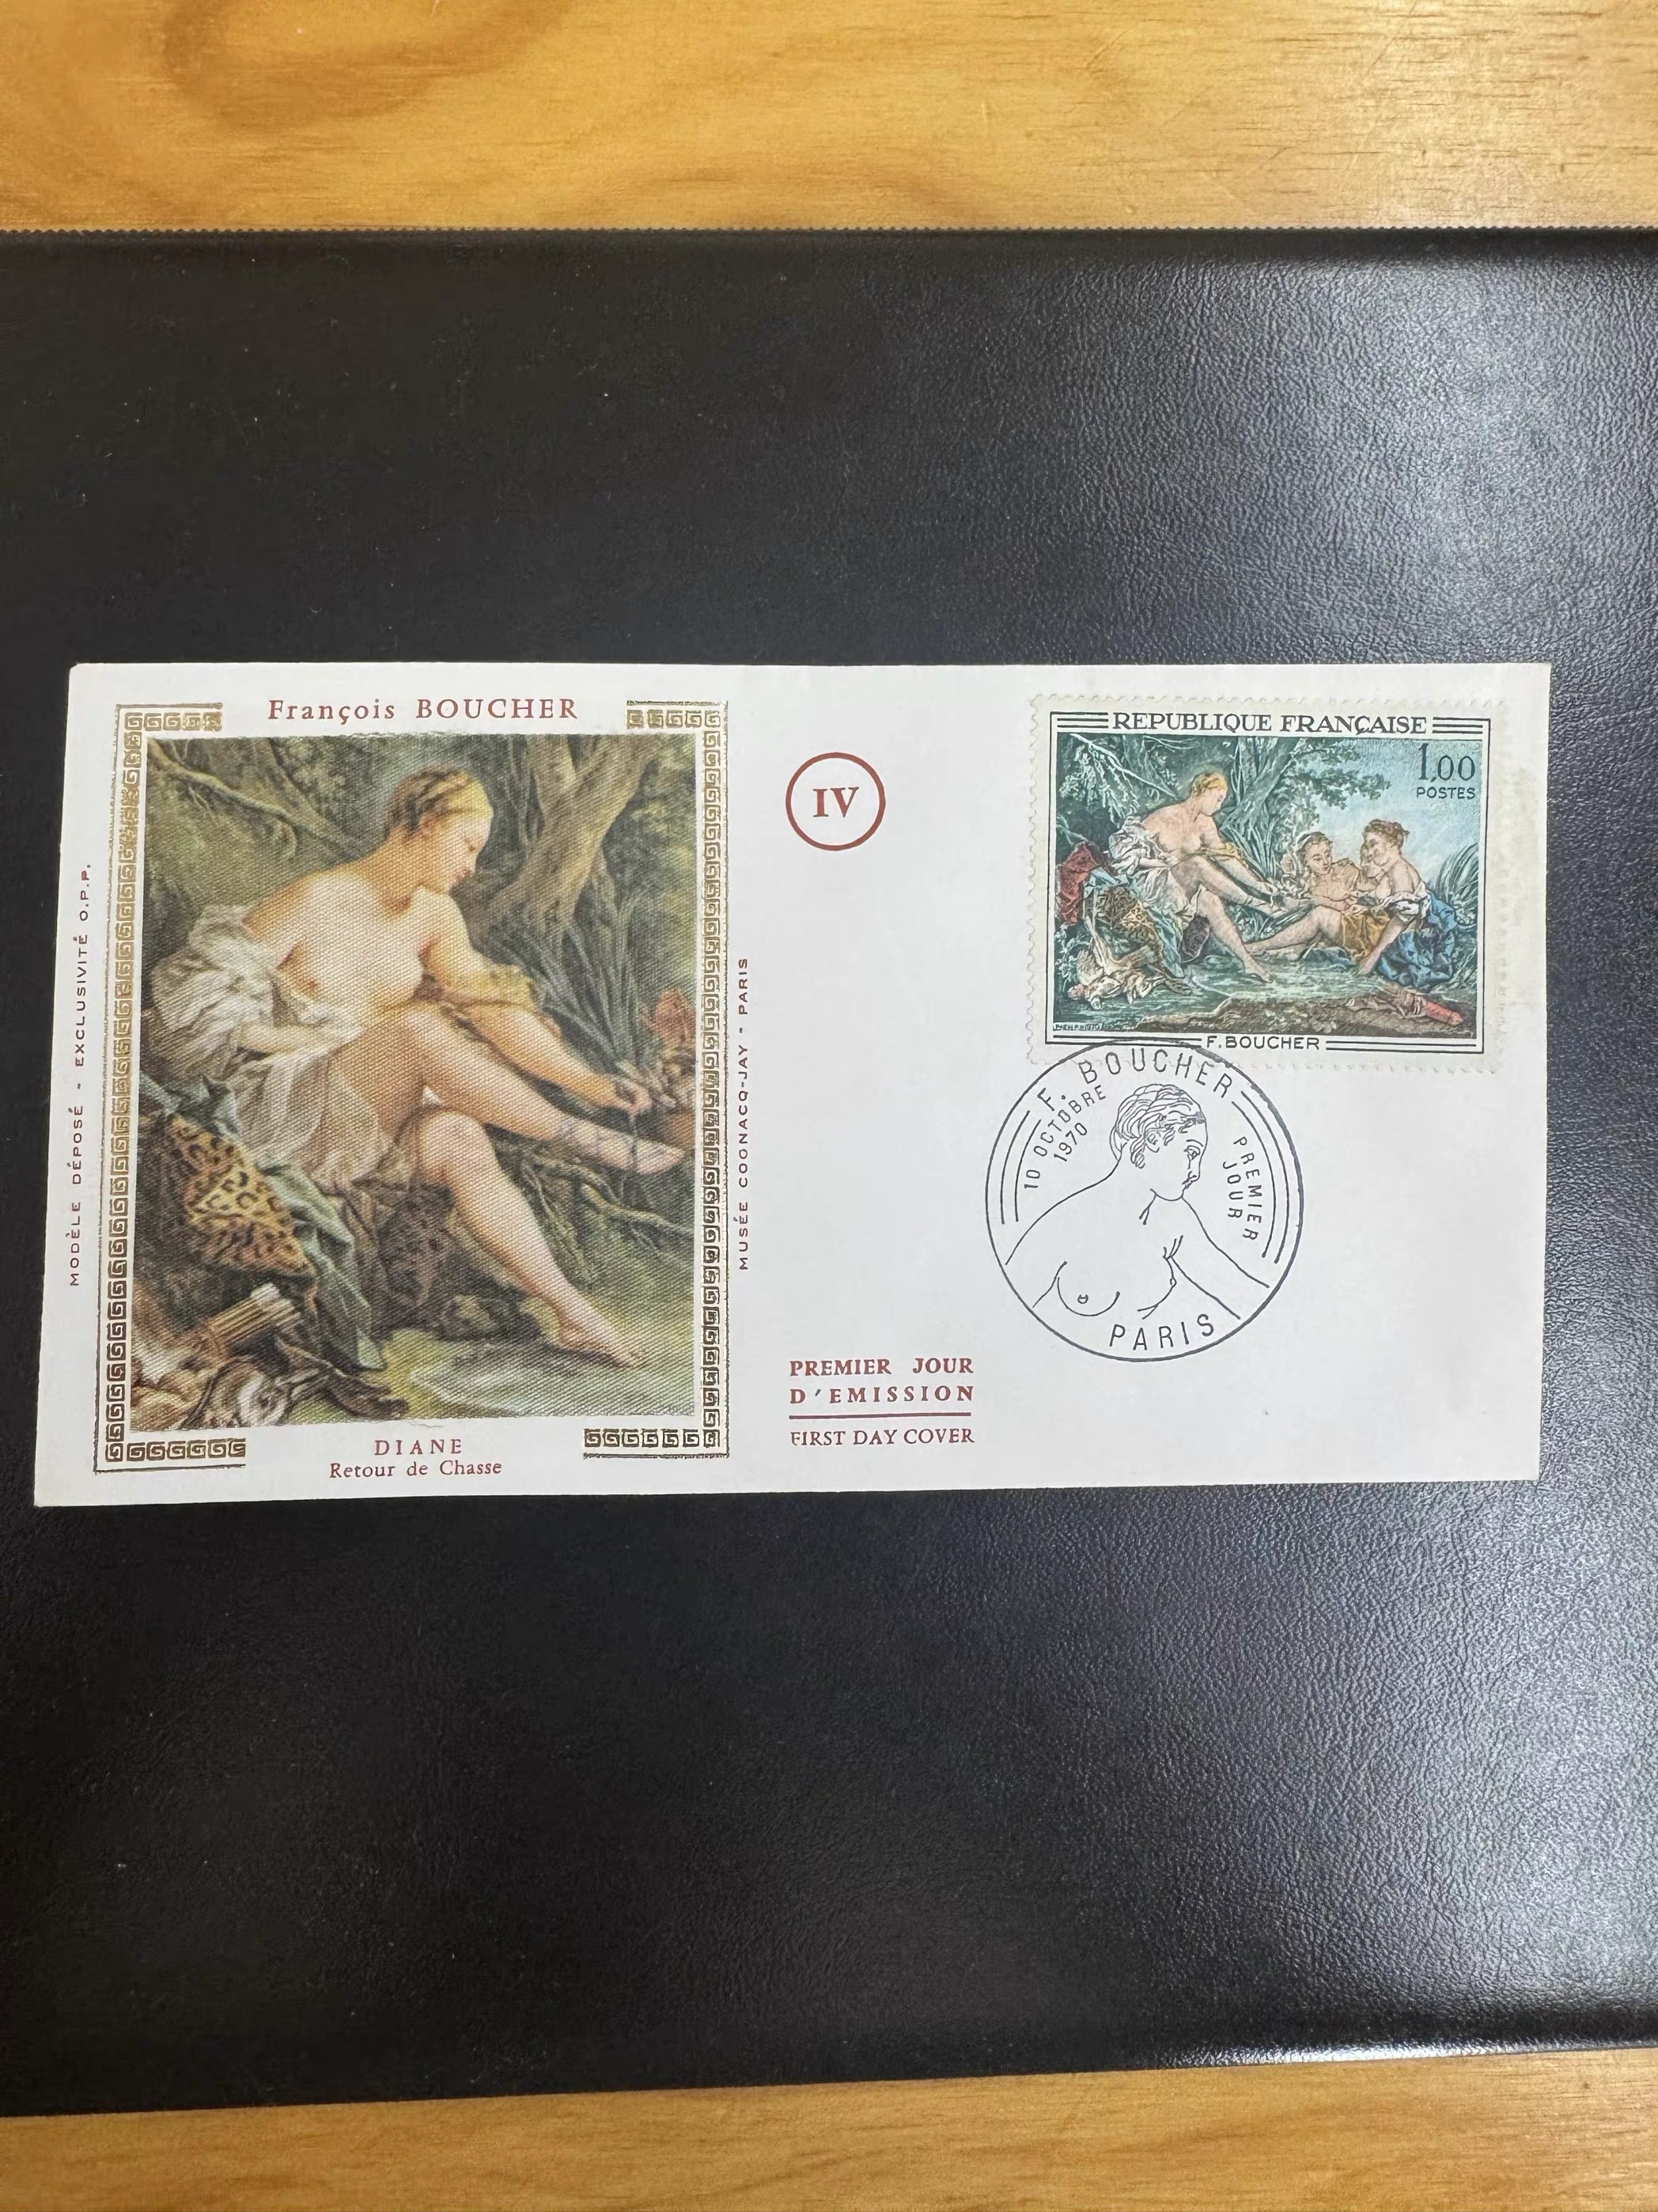 François BOUCHER
MODÈLE DÉPOSÉ - EXCLUSIVITÉ O.P.P.
MUSÉE COGNACQ-JAY - PARIS
DIANE
Retour de Chasse
IV
PREMIER JOUR
D'EMISSION
FIRST DAY COVER
REPUBLIQUE FRANÇAISE
1,00
POSTES
F. BOUCHER
F. BOUCHER
10 OCTOBRE
1970
PREMIER
JOUR
PARIS